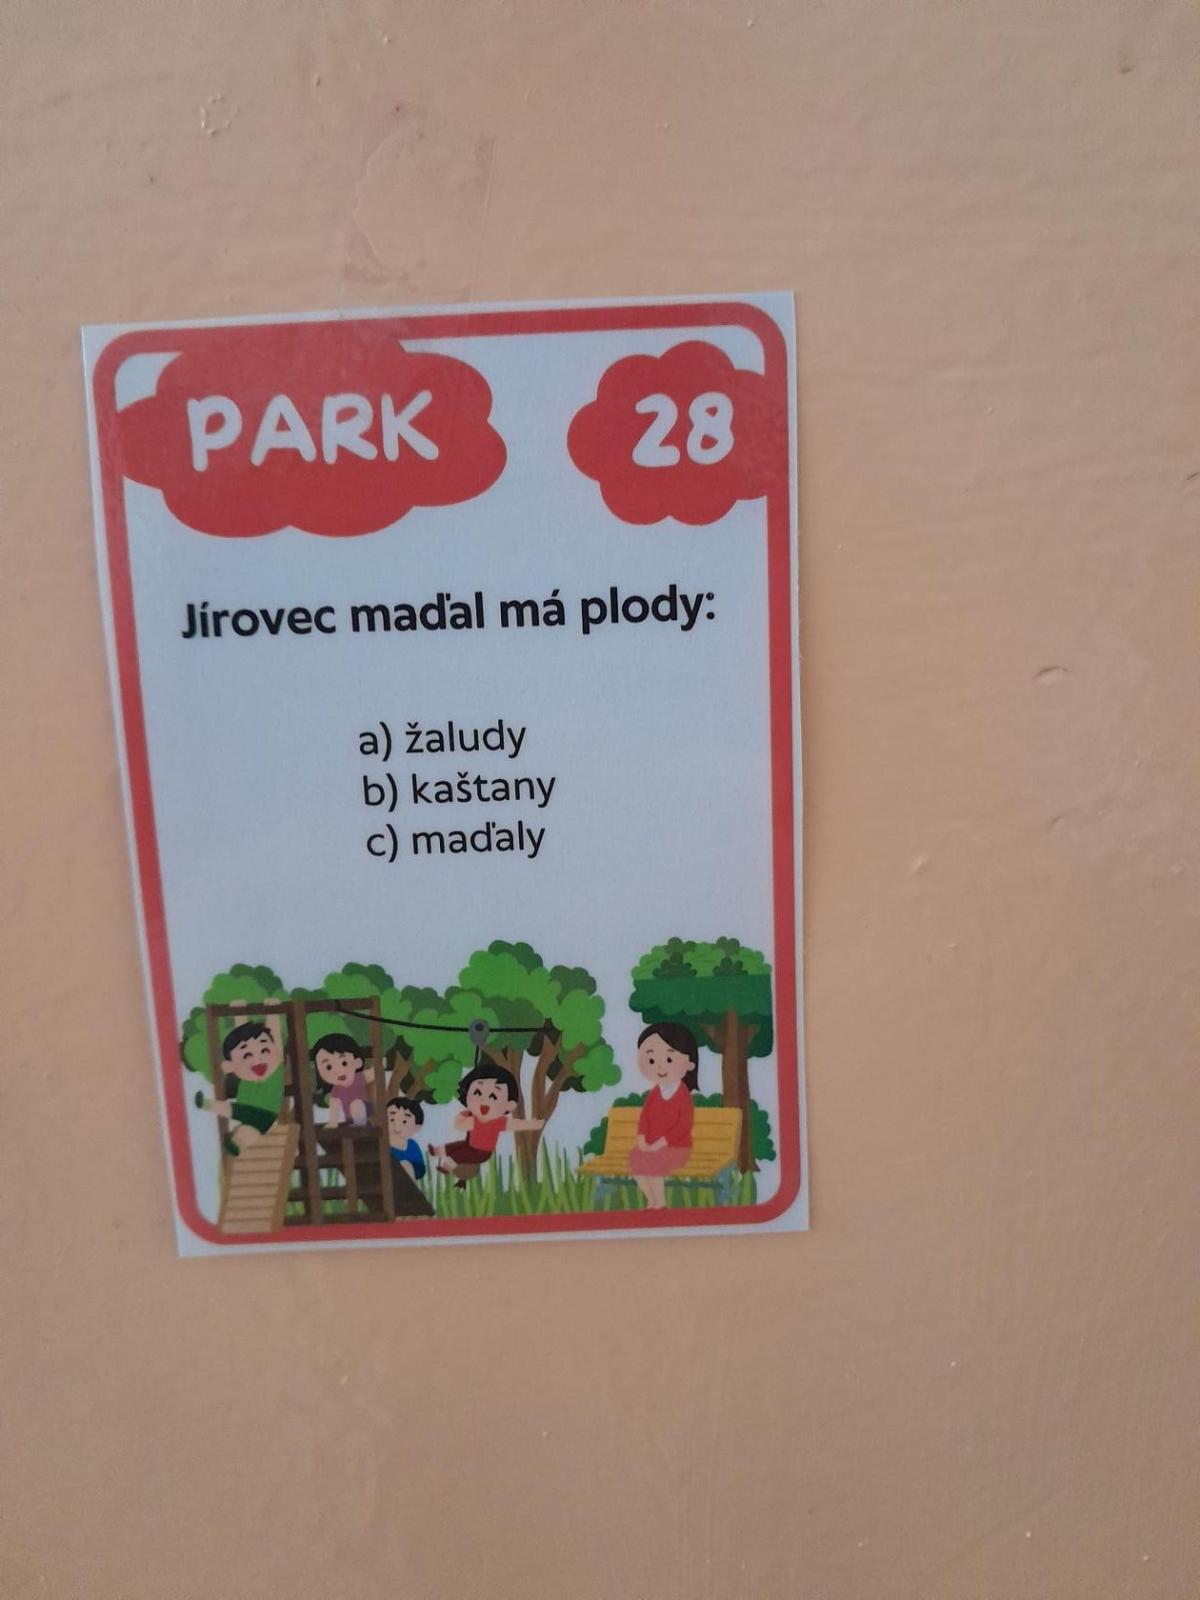 PARK
28
Jírovec maďal má plody:
a) žaludy
b) kaštany
c) maďaly